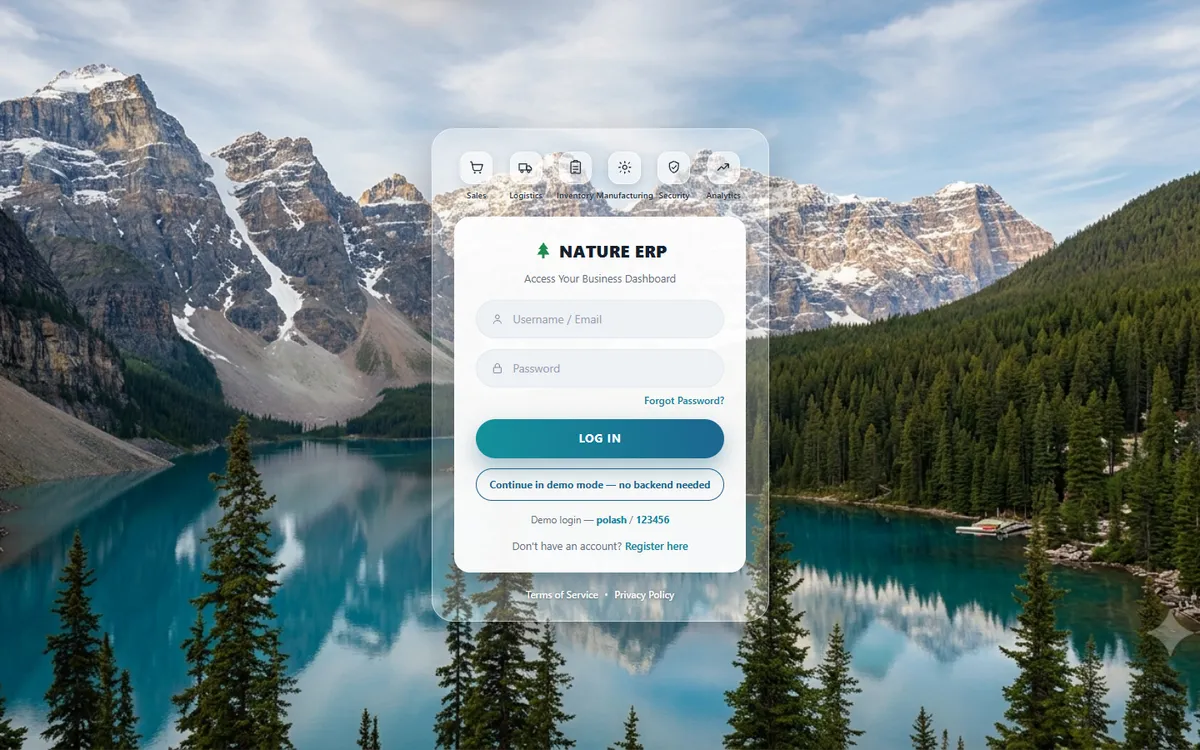 Sales Logistics Inventory Manufacturing Security Analytics
NATURE ERP
Access Your Business Dashboard
Username / Email
Password
Forgot Password?
LOG IN
Continue in demo mode — no backend needed
Demo login — polash / 123456
Don't have an account? Register here
Terms of Service • Privacy Policy